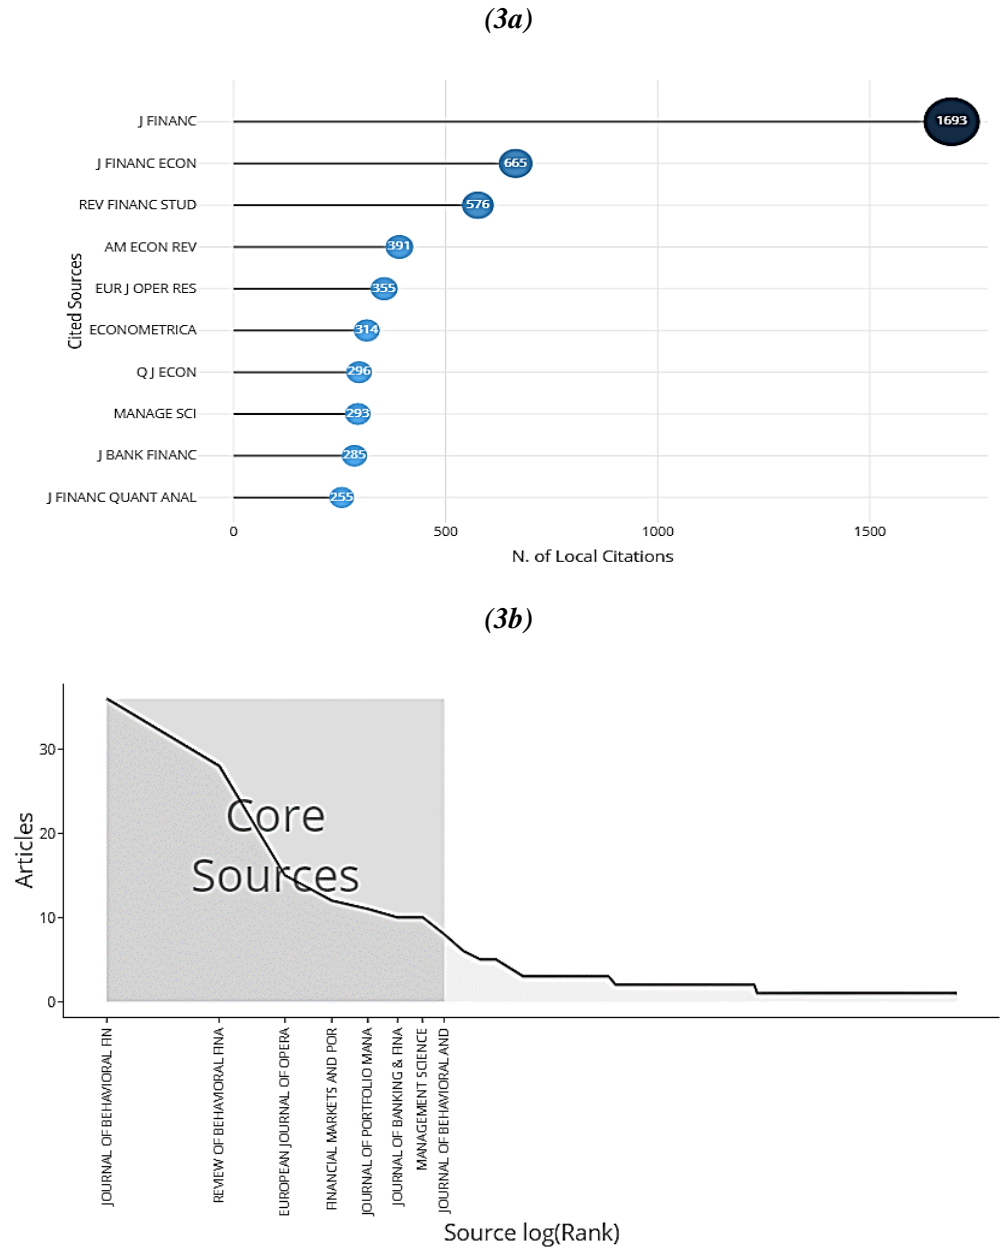 (3a)
J FINANC
1693
J FINANC ECON
665
REV FINANC STUD
576
AM ECON REV
391
EUR J OPER RES
355
ECONOMETRICA
314
Q J ECON
296
MANAGE SCI
293
J BANK FINANC
285
J FINANC QUANT ANAL
255
Cited Sources
0 500 1000 1500
N. of Local Citations
(3b)
Articles
30
20
10
0
Core
Sources
JOURNAL OF BEHAVIORAL FIN
REVIEW OF BEHAVIORAL FINA
EUROPEAN JOURNAL OF OPERA
FINANCIAL MARKETS AND POR
JOURNAL OF PORTFOLIO MANA
JOURNAL OF BANKING & FINA
MANAGEMENT SCIENCE
JOURNAL OF BEHAVIORAL AND
Source log(Rank)